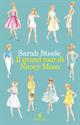 Sarah Steele
Il grand tour di
Nancy Moon